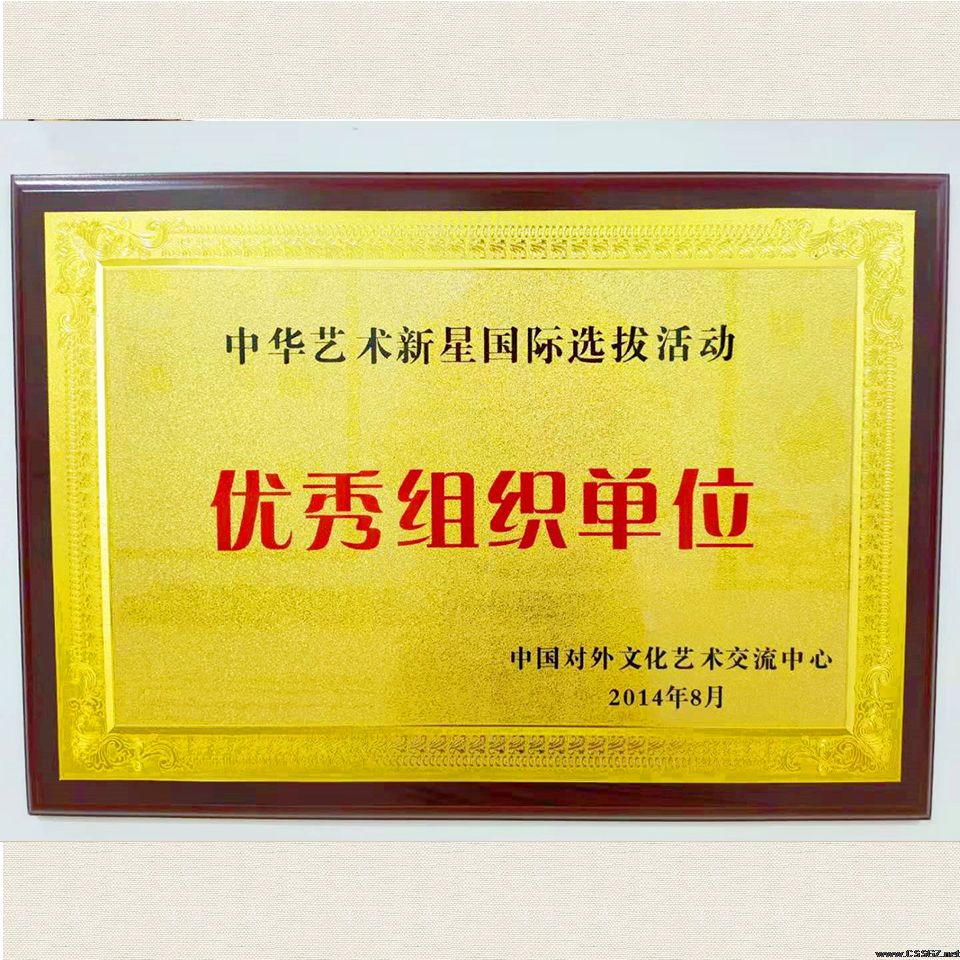 中华艺术新星国际选拔活动
优秀组织单位
中国对外文化艺术交流中心
2014年8月